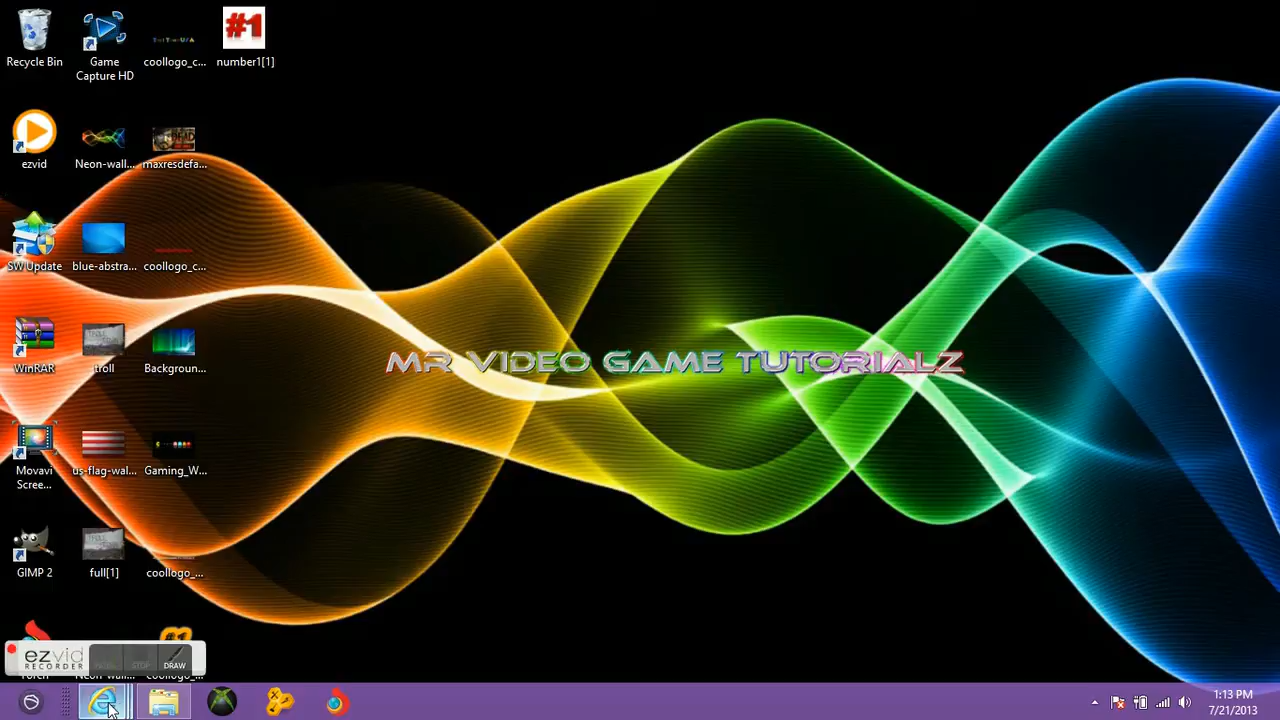 Recycle Bin
Game
Capture HD
coollogo_c...
number1[1]
#1
ezvid
Neon-wall...
maxresdefa...
SW Update
blue-abstra...
coollogo_c...
WinRAR
troll
Backgroun...
MR VIDEO GAME TUTORIALZ
Movavi
Scree...
us-flag-wal...
Gaming_W...
GIMP 2
full[1]
coollogo_...
#1
ezvid
RECORDER
STOP
DRAW
1:13 PM
7/21/2013